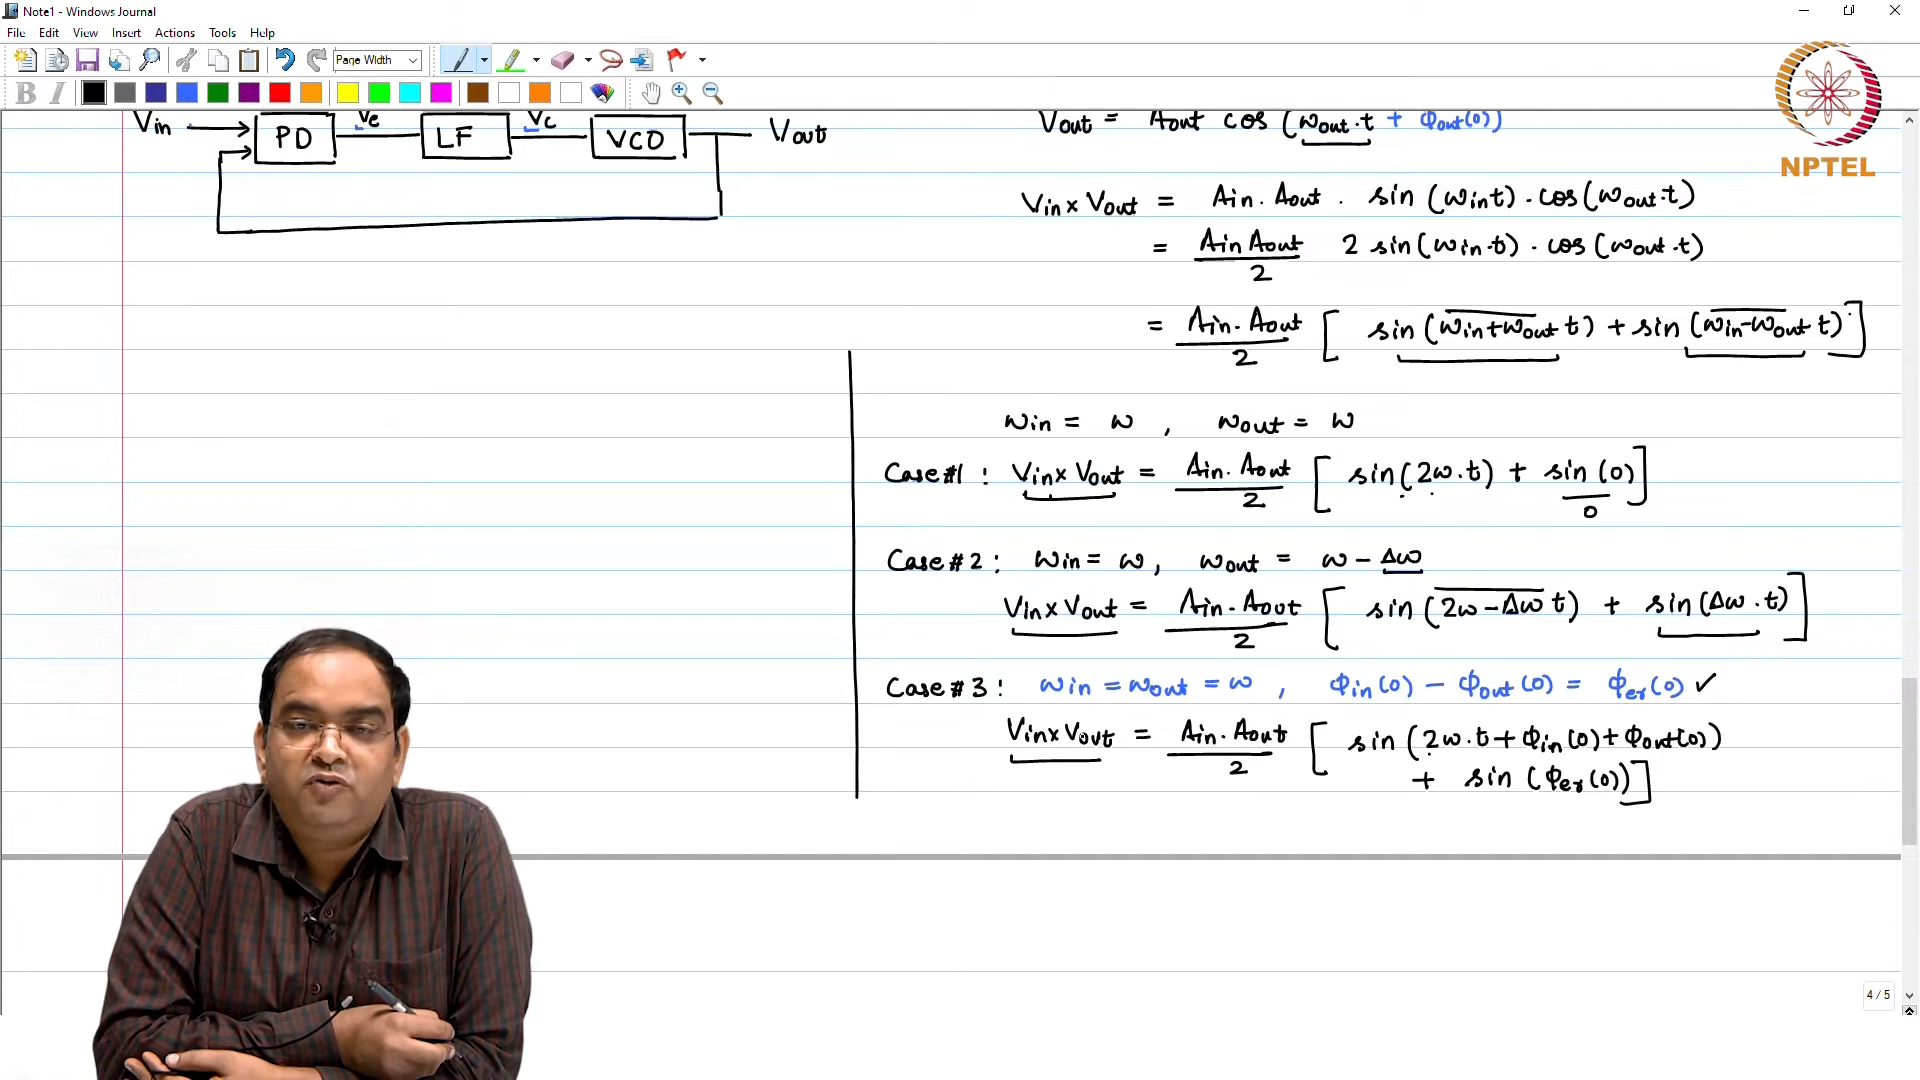 Note1 - Windows Journal
File Edit View Insert Actions Tools Help
Page Width
B I
NPTEL
Vin PD Ve LF Vc VCO Vout
Vout = Aout cos (ωout.t + Φout(0))
Vin x Vout = Ain. Aout . sin (ωint) . cos(ωout.t)
= Ain Aout / 2 2 sin(ωin.t) . cos(ωout.t)
= Ain. Aout / 2 [ sin (ωin+ωout t) + sin (ωin-ωout t) ]
ωin = ω , ωout = ω
Case #1 : Vin x Vout = Ain. Aout / 2 [ sin(2ω.t) + sin (0) ]
0
Case # 2 : ωin = ω, ωout = ω - Δω
Vin x Vout = Ain. Aout / 2 [ sin (2ω-Δω t) + sin(Δω.t) ]
Case # 3 : ωin = ωout = ω , Φin(0) - Φout(0) = Φer(0) ✓
Vin x Vout = Ain. Aout / 2 [ sin (2ω.t + Φin(0) + Φout(0))
+ sin (Φer(0)) ]
4 / 5